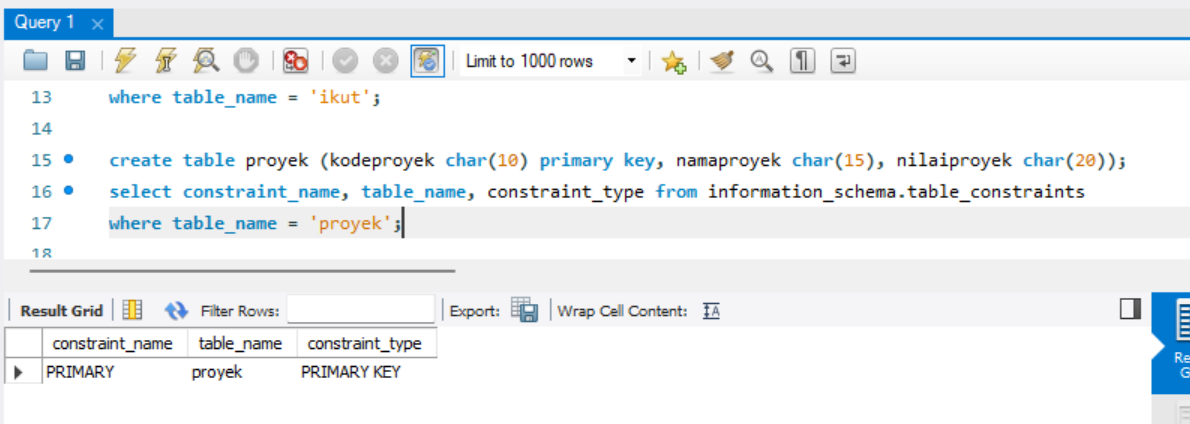 Query 1
Limit to 1000 rows
13 where table_name = 'ikut';
14
15 create table proyek (kodeproyek char(10) primary key, namaproyek char(15), nilaiproyek char(20));
16 select constraint_name, table_name, constraint_type from information_schema.table_constraints
17 where table_name = 'proyek';
18
Result Grid Filter Rows: Export: Wrap Cell Content: IA
constraint_name table_name constraint_type
PRIMARY proyek PRIMARY KEY